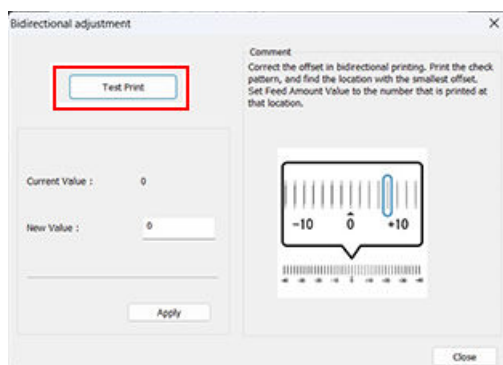 Bidirectional adjustment
Comment
Correct the offset in bidirectional printing. Print the check
pattern, and find the location with the smallest offset.
Set Feed Amount Value to the number that is printed at
that location.
Test Print
Current Value : 0
New Value : 0
-10 0 +10
Apply
Close